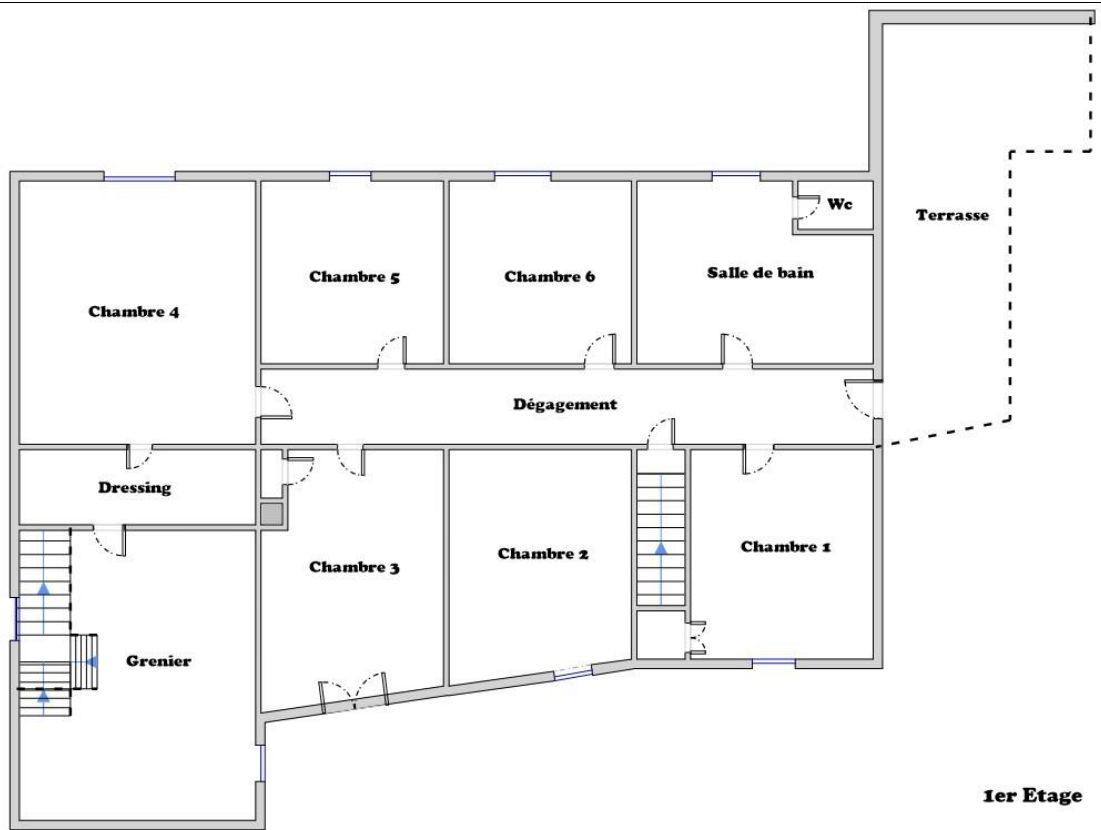 Wc
Terrasse
Chambre 5
Chambre 6
Salle de bain
Chambre 4
Dégagement
Dressing
Chambre 3
Chambre 2
Chambre 1
Grenier
1er Etage